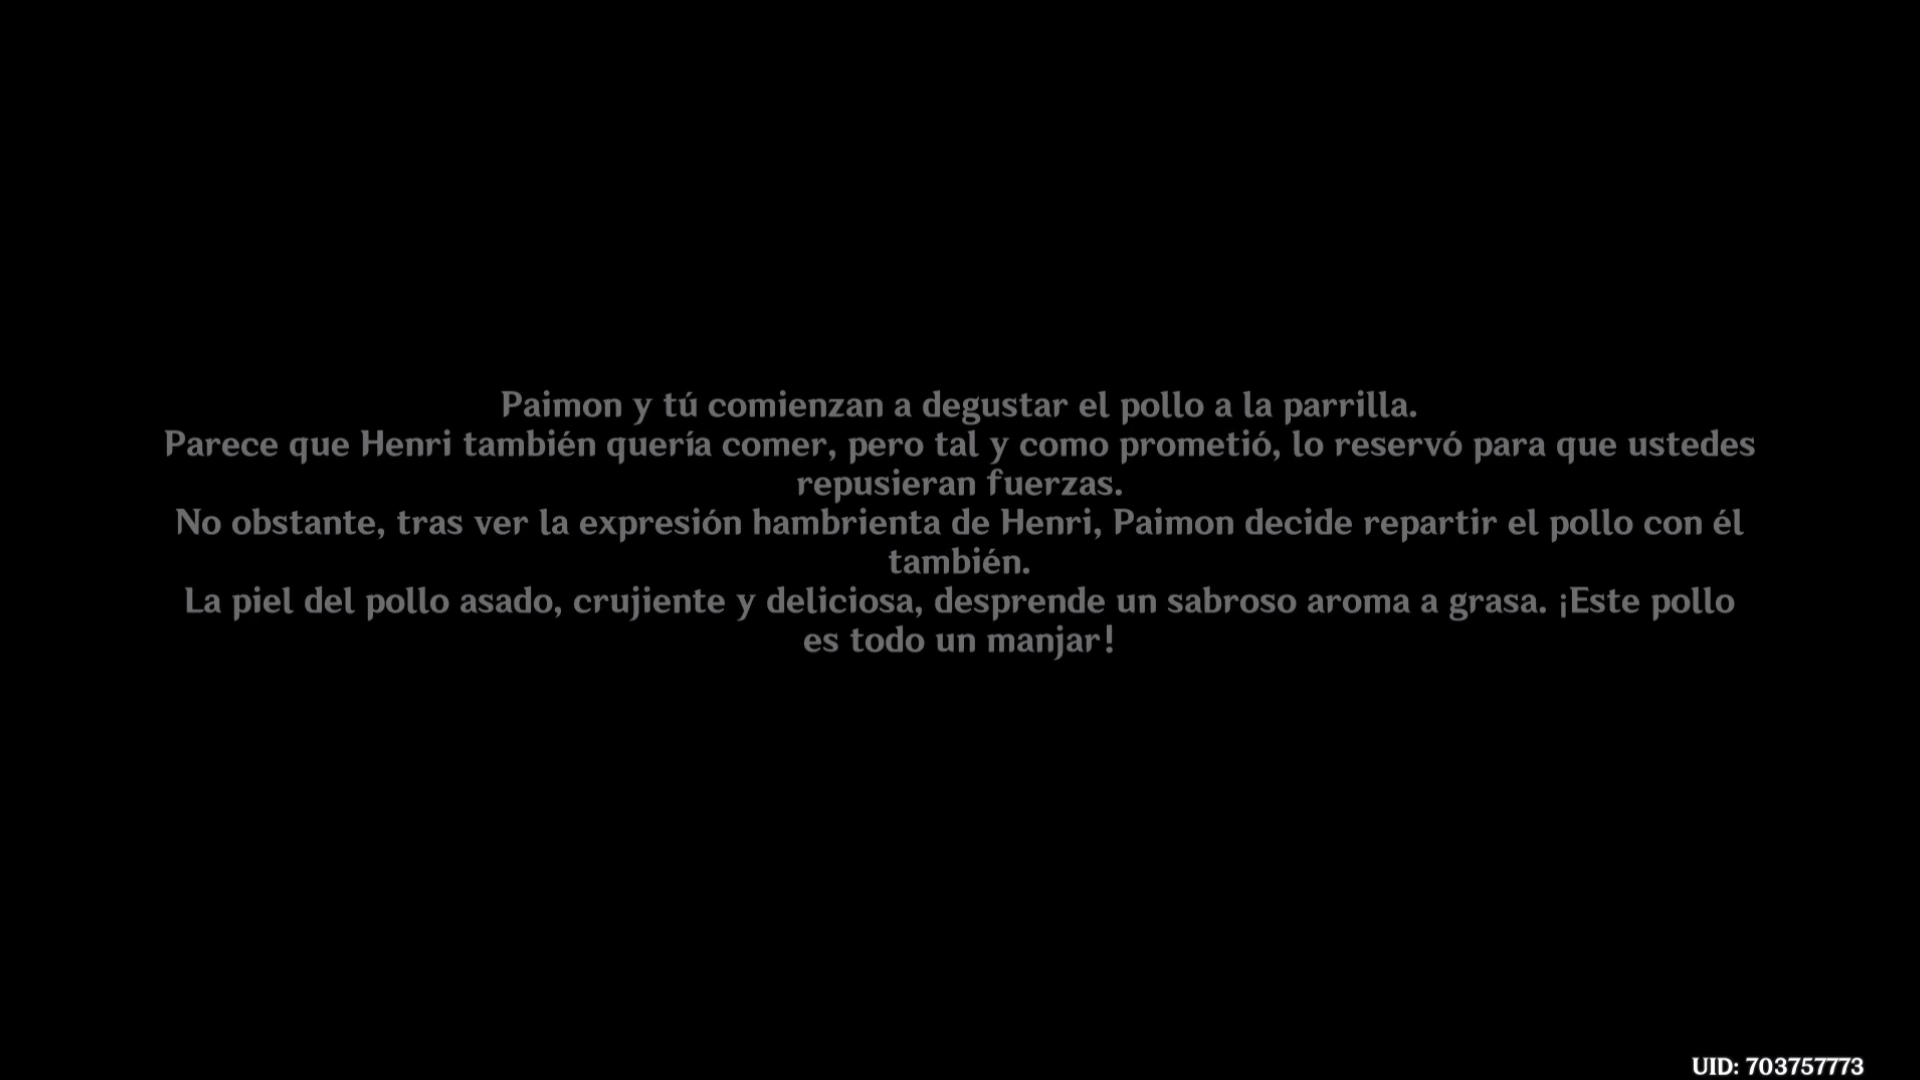 Paimon y tú comienzan a degustar el pollo a la parrilla.
Parece que Henri también quería comer, pero tal y como prometió, lo reservó para que ustedes
repusieran fuerzas.
No obstante, tras ver la expresión hambrienta de Henri, Paimon decide repartir el pollo con él
también.
La piel del pollo asado, crujiente y deliciosa, desprende un sabroso aroma a grasa. ¡Este pollo
es todo un manjar!
UID: 703757773